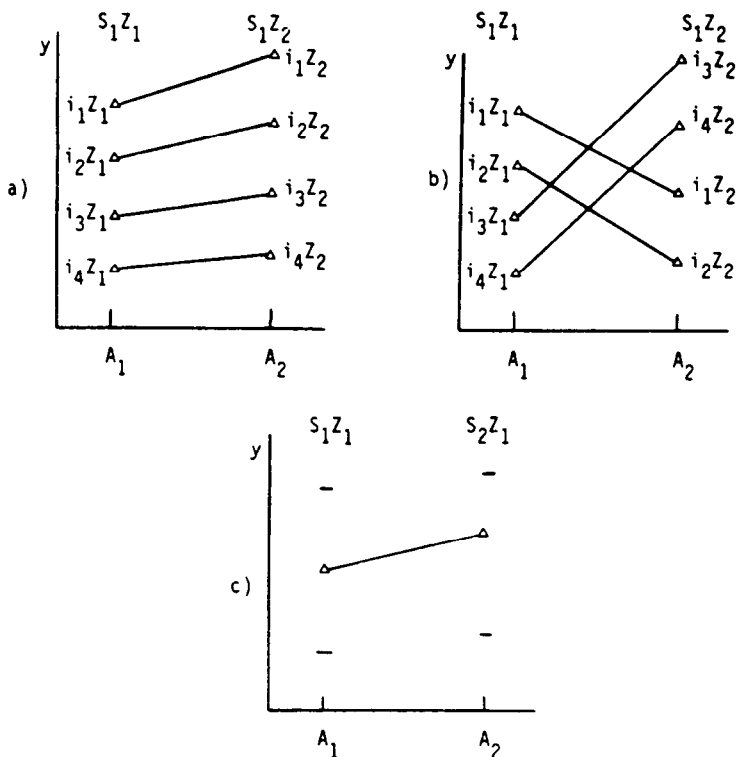 S₁Z₁ S₁Z₂
y
i₁Z₂
i₁Z₁
i₂Z₂
i₂Z₁
a)
i₃Z₂
i₃Z₁
i₄Z₂
i₄Z₁
A₁ A₂
S₁Z₁ S₁Z₂
y
i₃Z₂
i₁Z₁
i₄Z₂
i₂Z₁
b)
i₁Z₂
i₃Z₁
i₂Z₂
i₄Z₁
A₁ A₂
S₁Z₁ S₂Z₁
y
c)
A₁ A₂